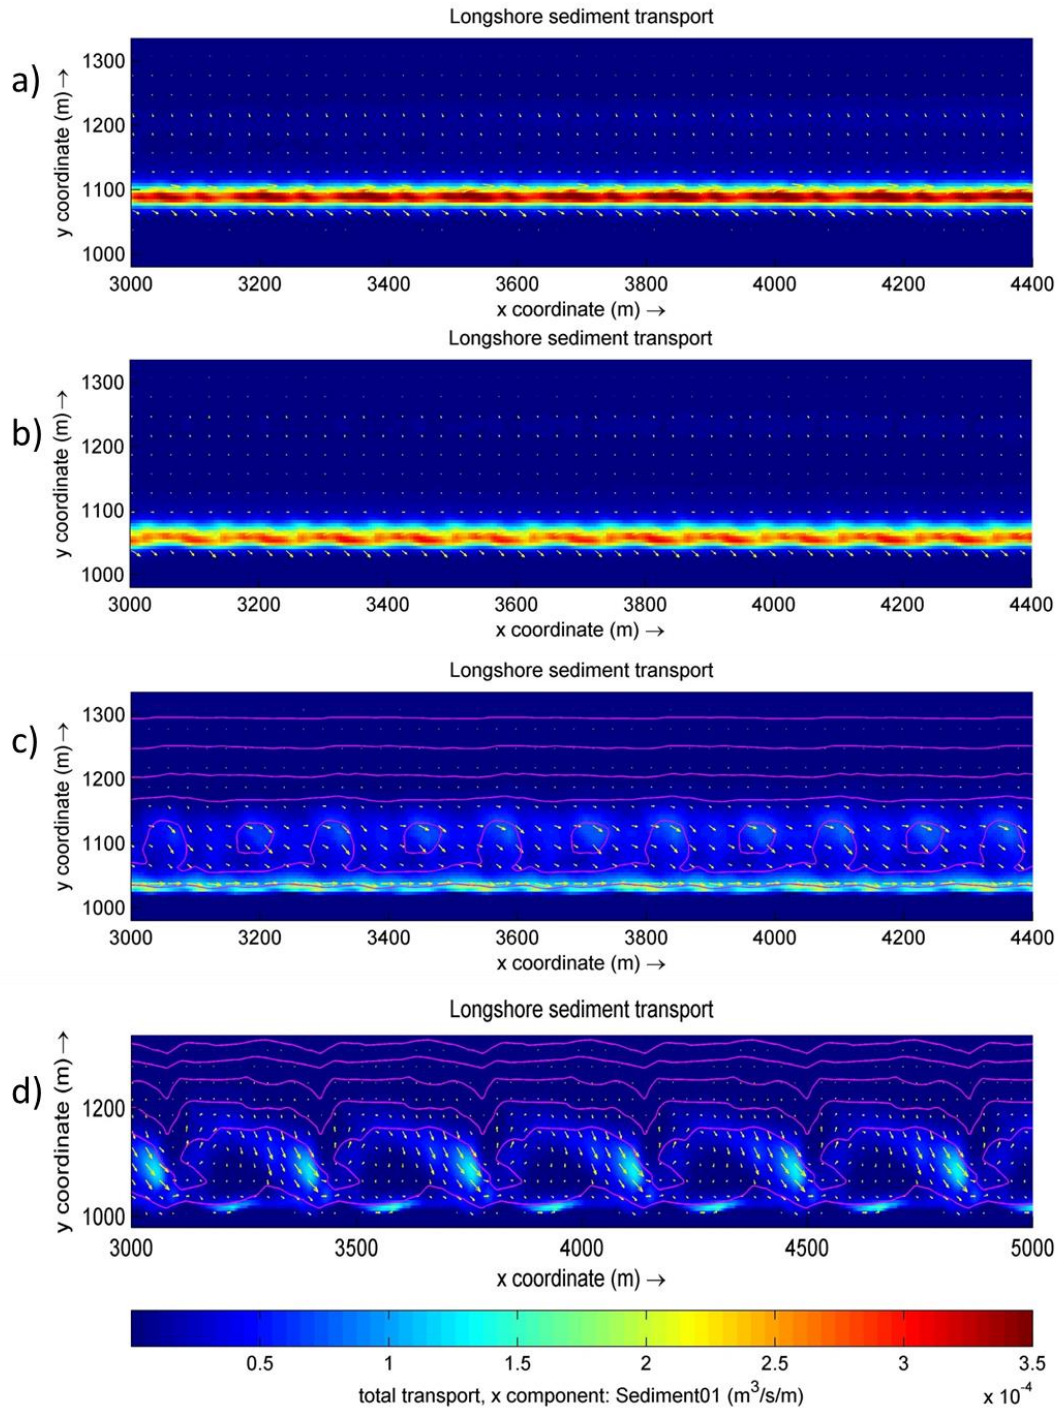 Longshore sediment transport
a)
y coordinate (m) →
1300
1200
1100
1000
3000 3200 3400 3600 3800 4000 4200 4400
x coordinate (m) →
Longshore sediment transport
b)
y coordinate (m) →
1300
1200
1100
1000
3000 3200 3400 3600 3800 4000 4200 4400
x coordinate (m) →
Longshore sediment transport
c)
y coordinate (m) →
1300
1200
1100
1000
3000 3200 3400 3600 3800 4000 4200 4400
x coordinate (m) →
Longshore sediment transport
d)
y coordinate (m) →
1200
1000
3000 3500 4000 4500 5000
x coordinate (m) →
0.5 1 1.5 2 2.5 3 3.5
total transport, x component: Sediment01 (m³/s/m) x 10⁻⁴